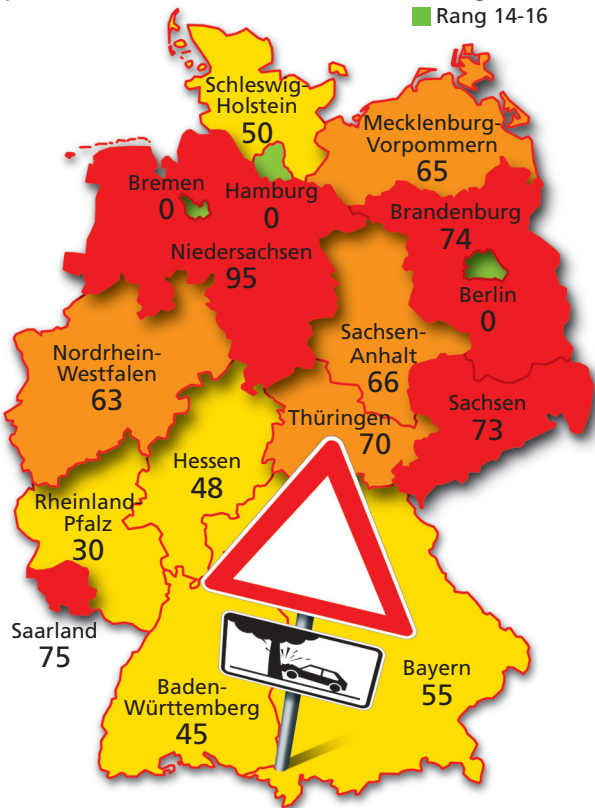 Rang 14-16
Schleswig-
Holstein
50
Mecklenburg-
Vorpommern
65
Bremen
0
Hamburg
0
Brandenburg
74
Niedersachsen
95
Berlin
0
Nordrhein-
Westfalen
63
Sachsen-
Anhalt
66
Sachsen
73
Thüringen
70
Hessen
48
Rheinland-
Pfalz
30
Saarland
75
Baden-
Württemberg
45
Bayern
55